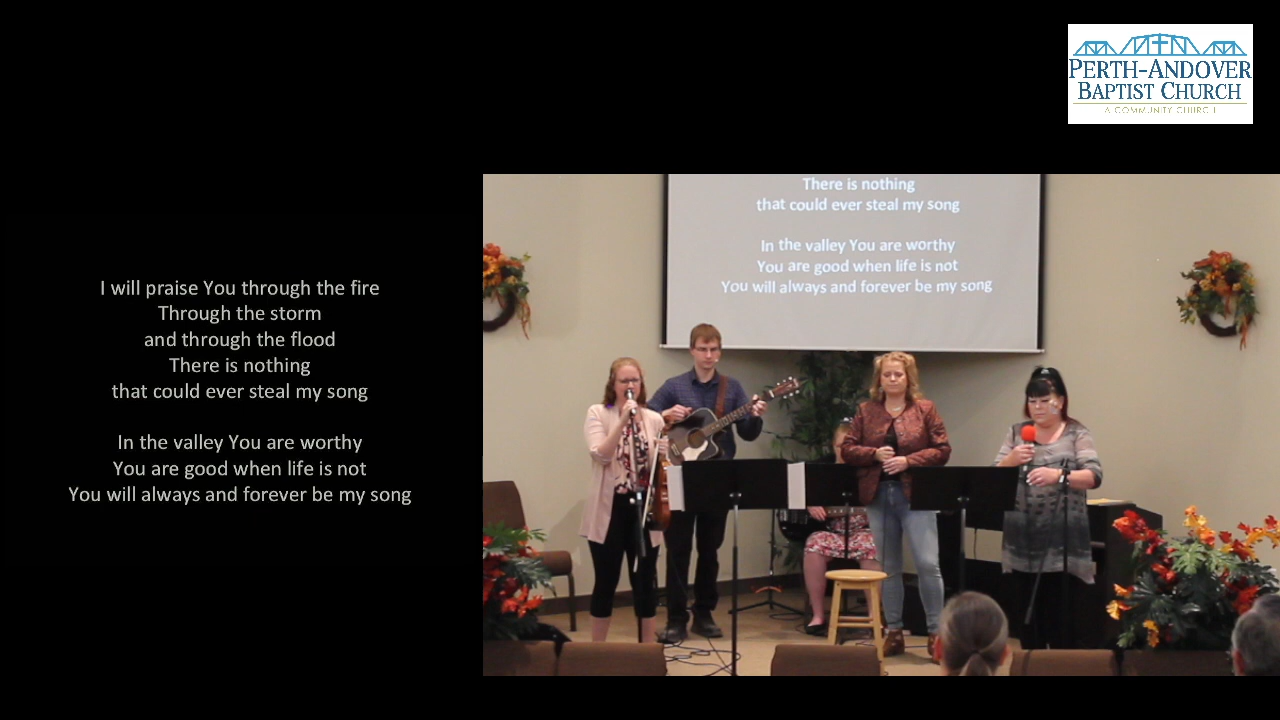 PERTH-ANDOVER
BAPTIST CHURCH
A COMMUNITY CHURCH
I will praise You through the fire
Through the storm
and through the flood
There is nothing
that could ever steal my song
In the valley You are worthy
You are good when life is not
You will always and forever be my song
There is nothing
that could ever steal my song
In the valley You are worthy
You are good when life is not
You will always and forever be my song